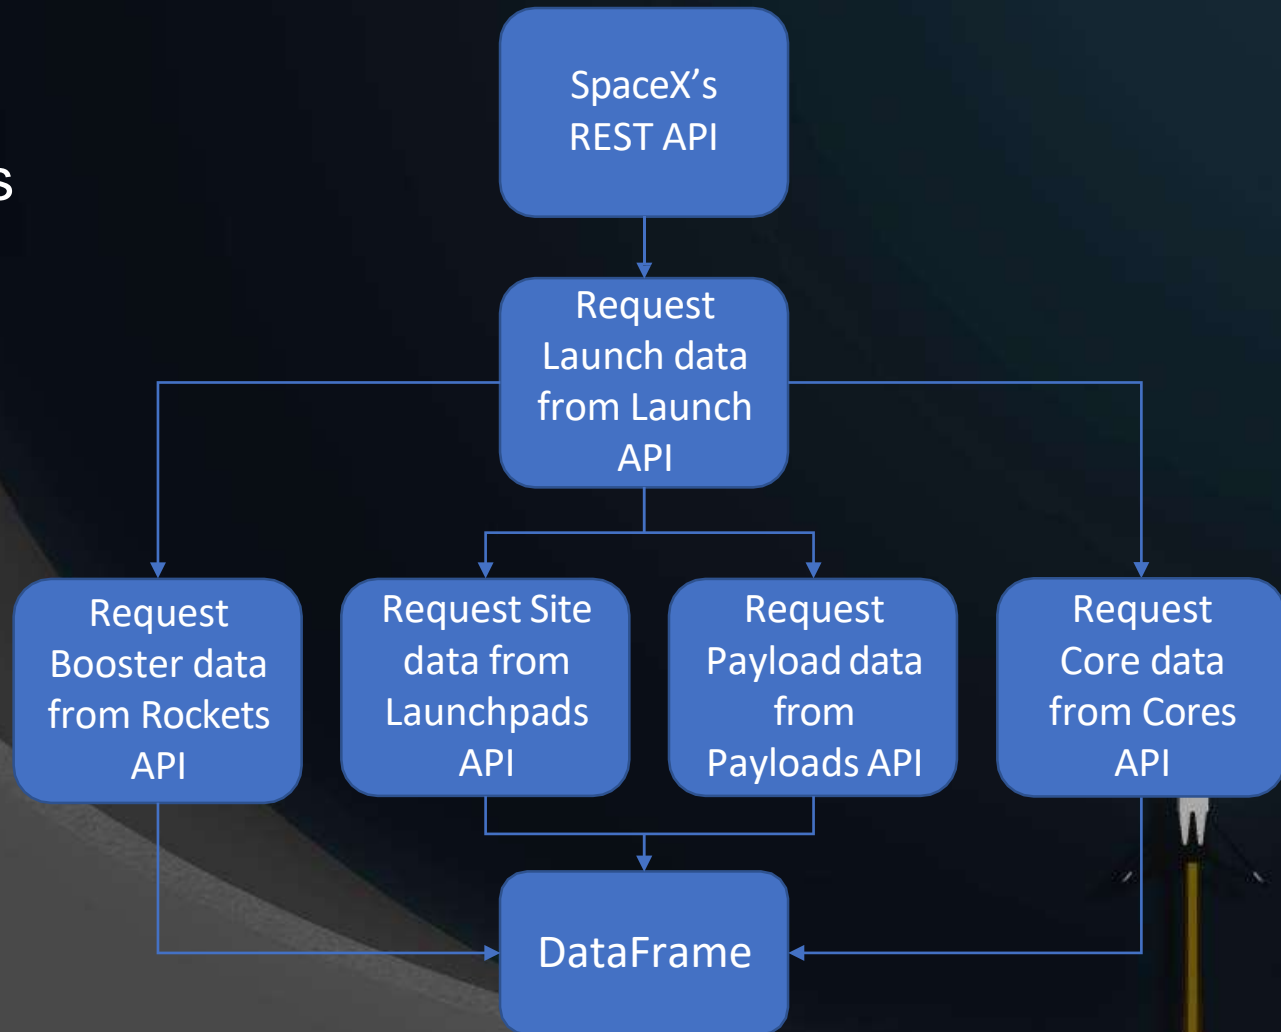 SpaceX’s
REST API
s
Request
Launch data
from Launch
API
Request
Booster data
from Rockets
API
Request Site
data from
Launchpads
API
Request
Payload data
from
Payloads API
Request
Core data
from Cores
API
DataFrame